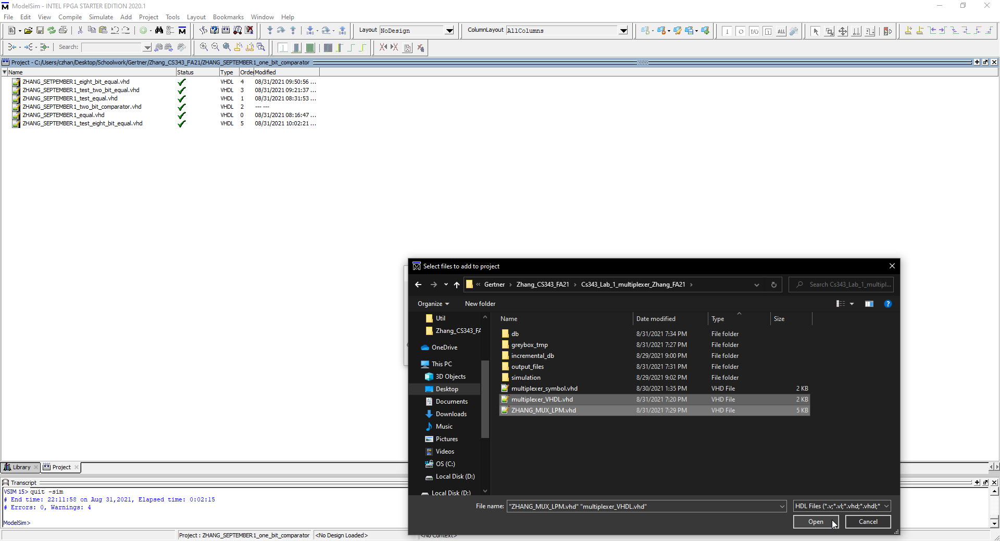 ModelSim - INTEL FPGA STARTER EDITION 2020.1
File Edit View Compile Simulate Add Project Tools Layout Bookmarks Window Help
Layout NoDesign ColumnLayout AllColumns
Search:
Project - C:/Users/czhan/Desktop/Schoolwork/Gertner/Zhang_CS343_FA21/ZHANG_SEPTEMBER1_one_bit_comparator
Name Status Type Order Modified
ZHANG_SETPEMBER1_eight_bit_equal.vhd VHDL 4 08/31/2021 09:50:56 ...
ZHANG_SEPTEMBER1_test_two_bit_equal.vhd VHDL 3 08/31/2021 09:21:37 ...
ZHANG_SEPTEMBER1_test_equal.vhd VHDL 1 08/31/2021 08:31:53 ...
ZHANG_SEPTEMBER1_two_bit_comparator.vhd VHDL 2 --- ---
ZHANG_SEPTEMBER1_equal.vhd VHDL 0 08/31/2021 08:16:47 ...
ZHANG_SEPTEMBER1_test_eight_bit_equal.vhd VHDL 5 08/31/2021 10:02:21 ...
Select files to add to project
« Gertner › Zhang_CS343_FA21 › Cs343_Lab_1_multiplexer_Zhang_FA21 ›
Search Cs343_Lab_1_multipl...
Organize New folder
Util
Zhang_CS343_FA
OneDrive
This PC
3D Objects
Desktop
Documents
Downloads
Music
Pictures
Videos
OS (C:)
Local Disk (D:)
Local Disk (D:)
Name Date modified Type Size
db 8/31/2021 7:34 PM File folder
greybox_tmp 8/31/2021 7:27 PM File folder
incremental_db 8/29/2021 9:00 PM File folder
output_files 8/31/2021 7:31 PM File folder
simulation 8/29/2021 9:02 PM File folder
multiplexer_symbol.vhd 8/30/2021 1:35 PM VHD File 2 KB
multiplexer_VHDL.vhd 8/31/2021 7:20 PM VHD File 2 KB
ZHANG_MUX_LPM.vhd 8/31/2021 7:29 PM VHD File 5 KB
File name: "ZHANG_MUX_LPM.vhd" "multiplexer_VHDL.vhd"
HDL Files (*.v;*.vl;*.vhd;*.vhdl;*
Open Cancel
Library Project
Transcript
VSIM 15> quit -sim
# End time: 22:11:58 on Aug 31,2021, Elapsed time: 0:02:15
# Errors: 0, Warnings: 4
ModelSim>
Project : ZHANG_SEPTEMBER1_one_bit_comparator <No Design Loaded> <No Context>